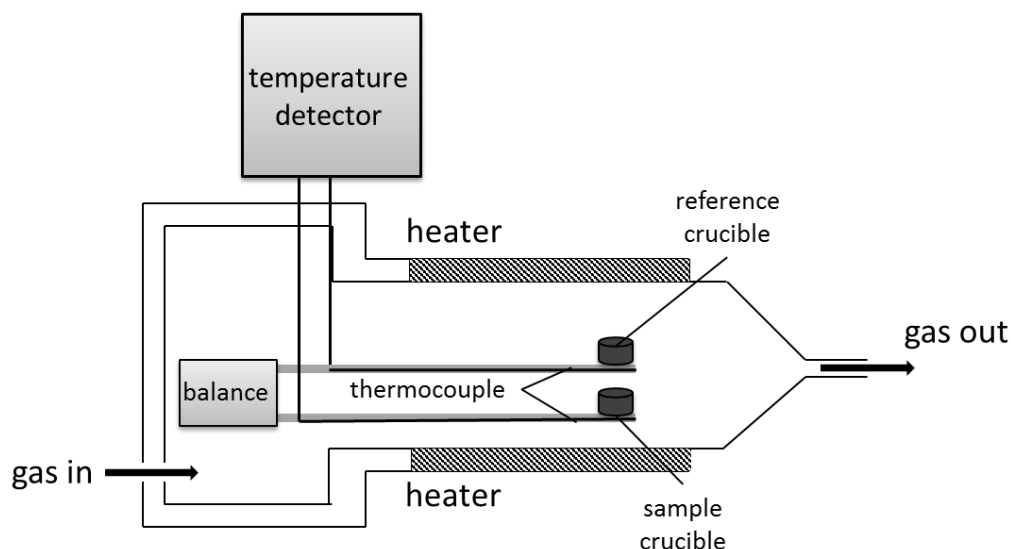 temperature
detector
reference
crucible
heater
gas out
balance
thermocouple
gas in
heater
sample
crucible